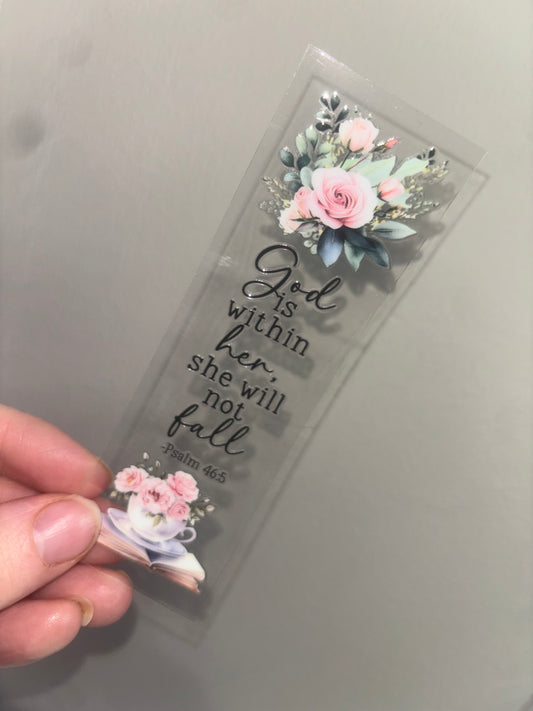 God
is
within
her,
she will
not
fall
-Psalm 46:5